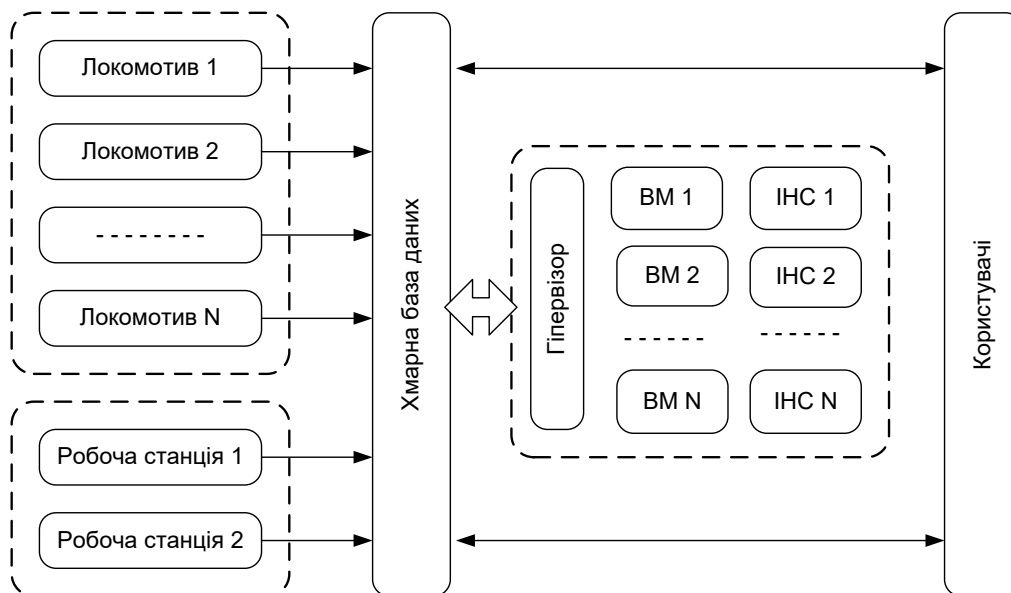 Локомотив 1
Локомотив 2
---------
Локомотив N
Робоча станція 1
Робоча станція 2
Хмарна база даних
Гіпервізор
ВМ 1
ІНС 1
ВМ 2
ІНС 2
ВМ N
ІНС N
Користувачі